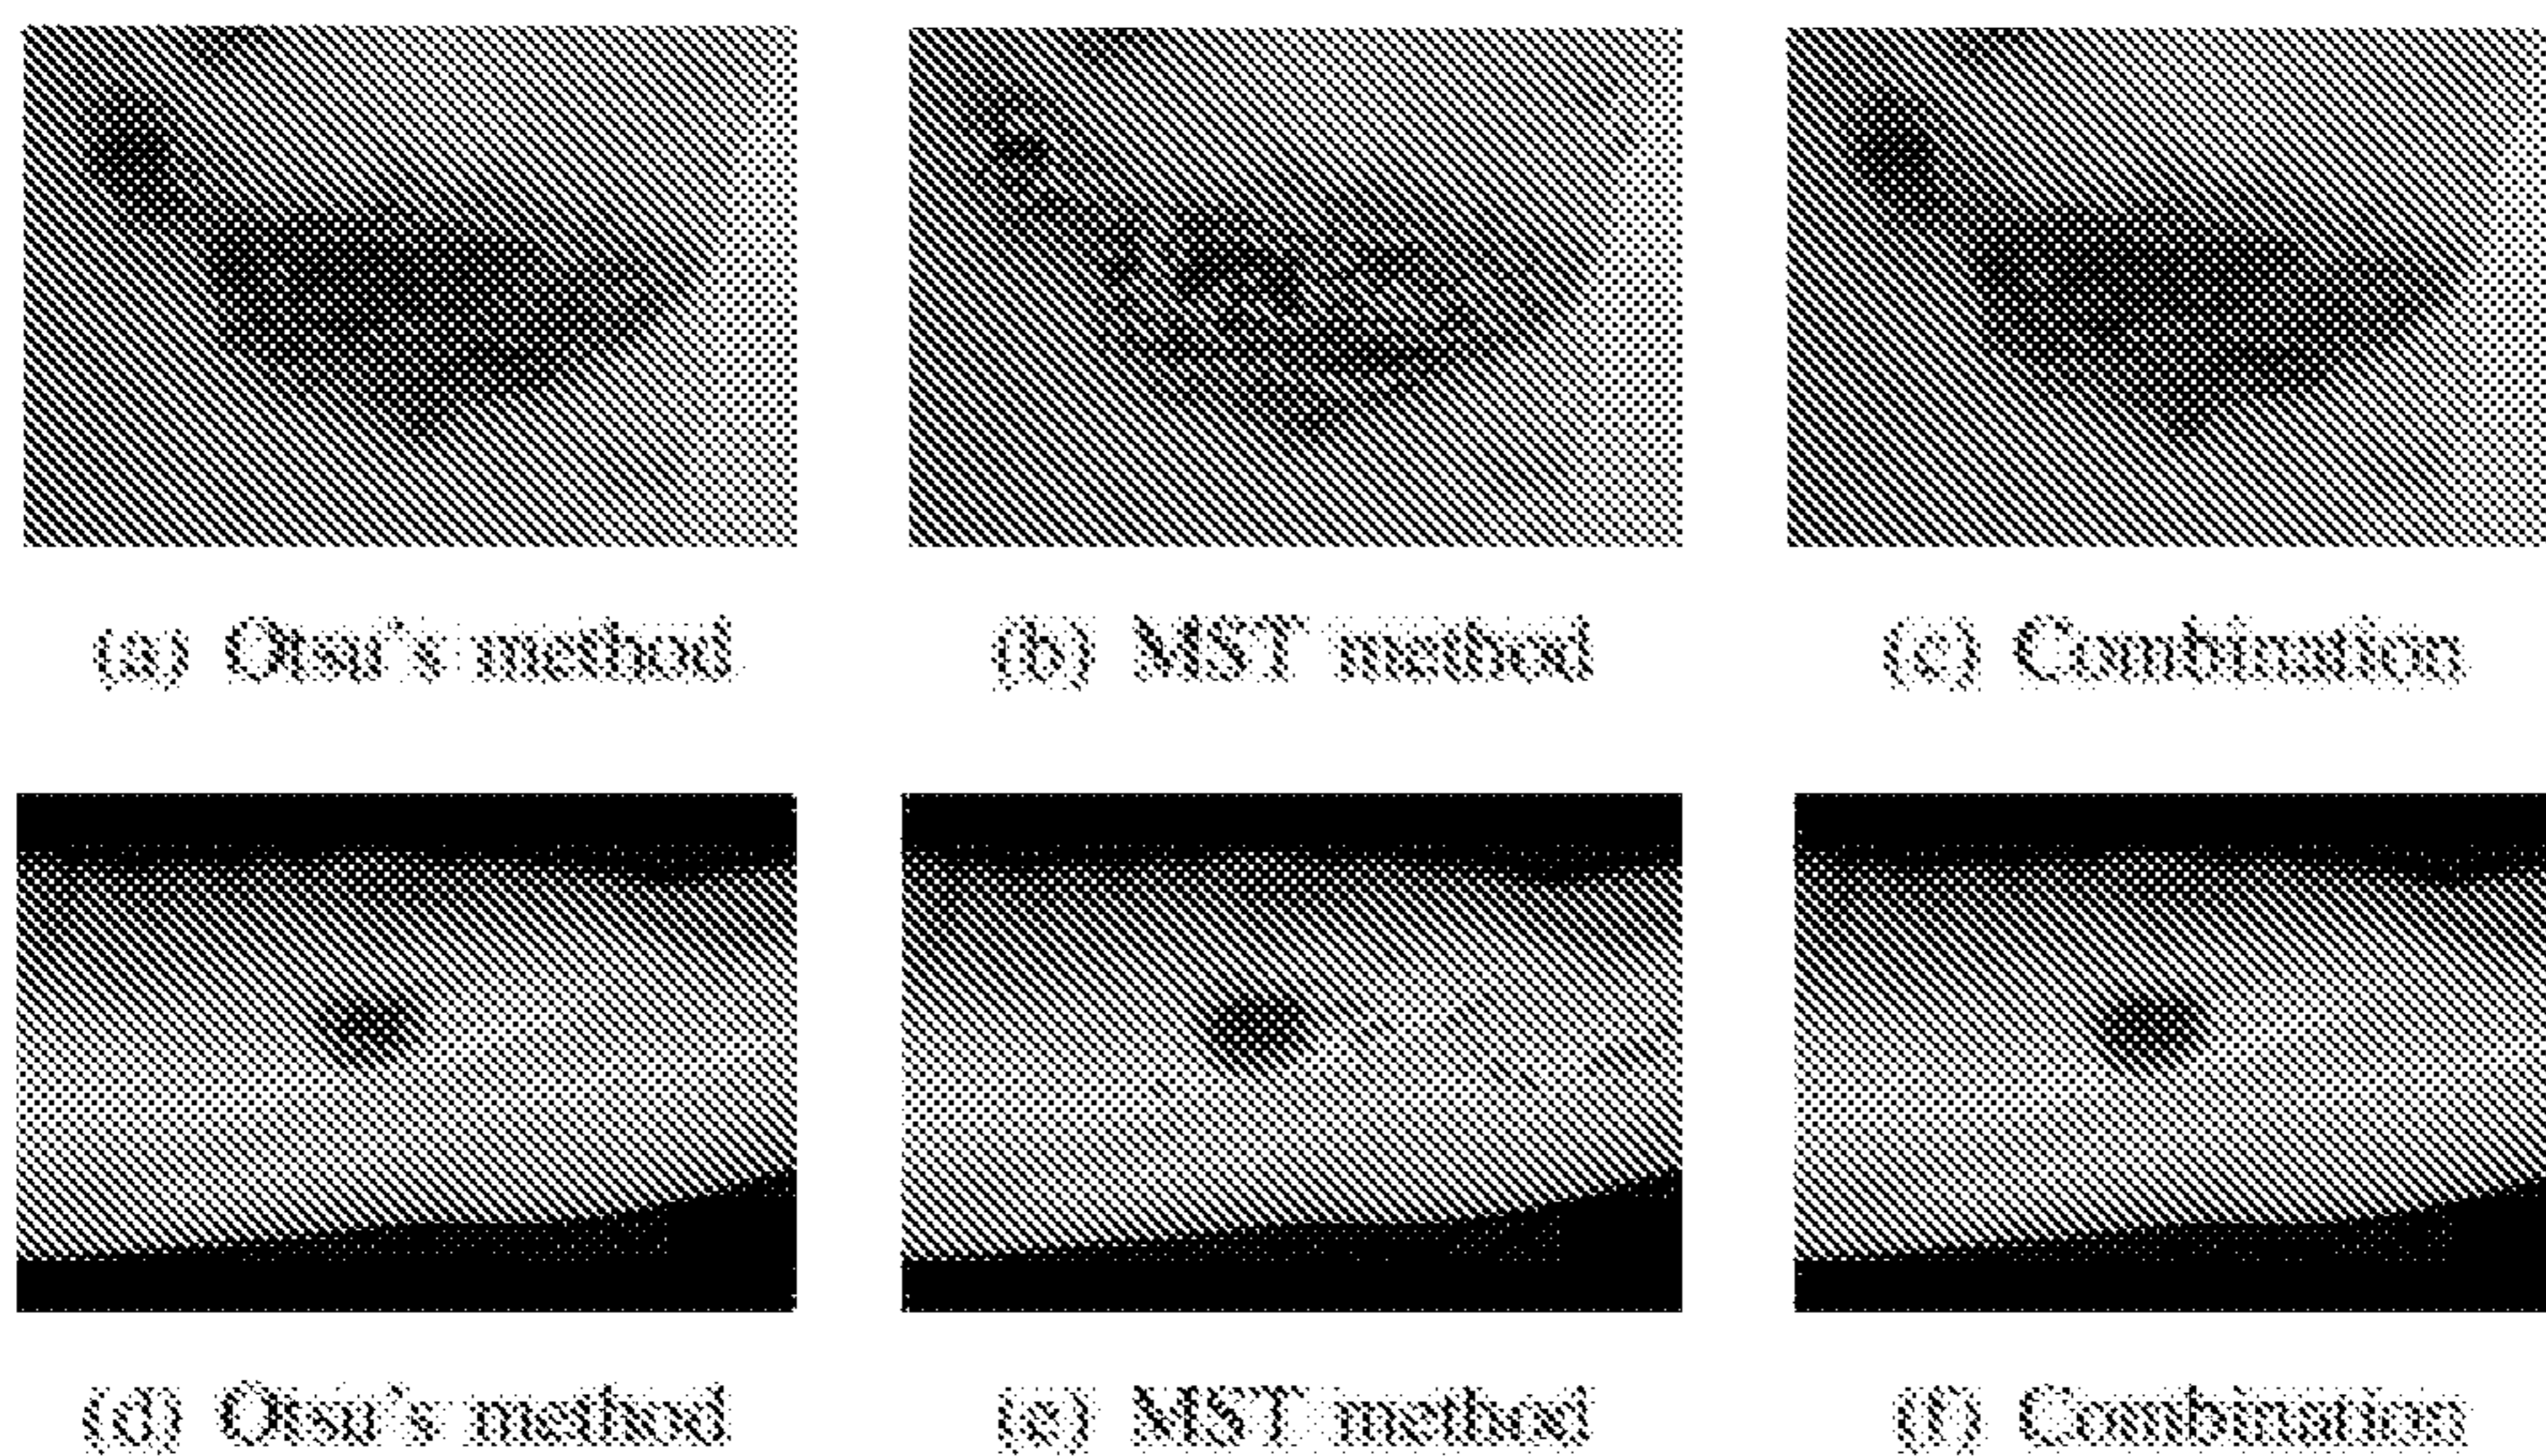 (a) Otsu's method
(b) MST method
(c) Combination
(d) Otsu's method
(e) MST method
(f) Combination